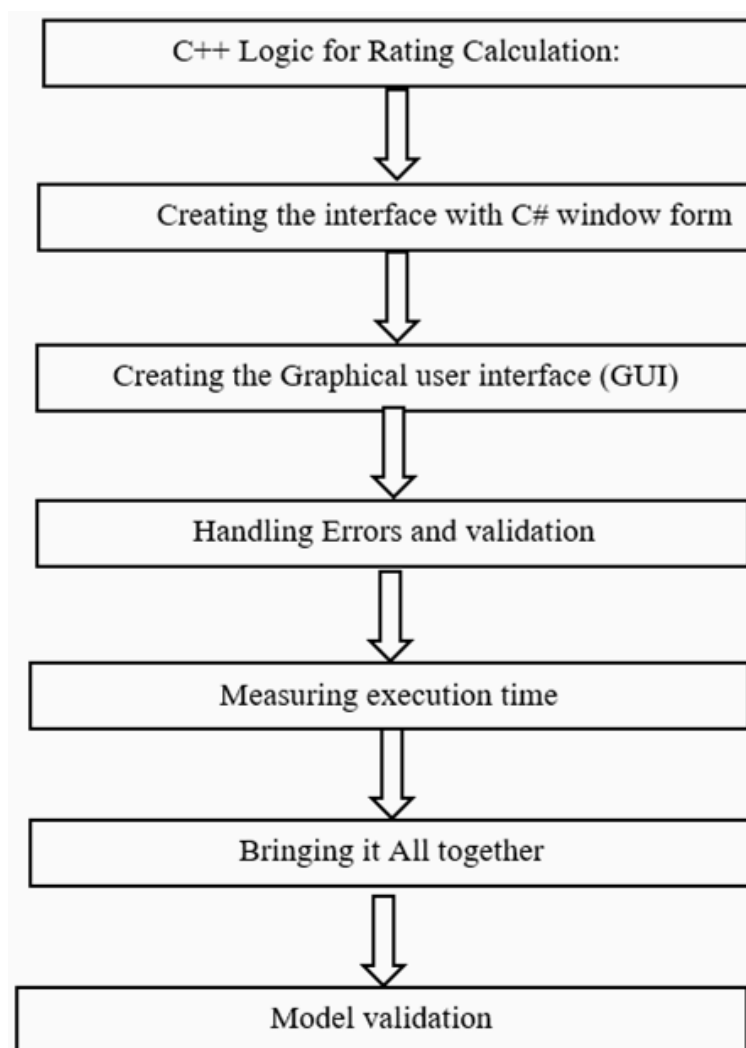 C++ Logic for Rating Calculation:
Creating the interface with C# window form
Creating the Graphical user interface (GUI)
Handling Errors and validation
Measuring execution time
Bringing it All together
Model validation